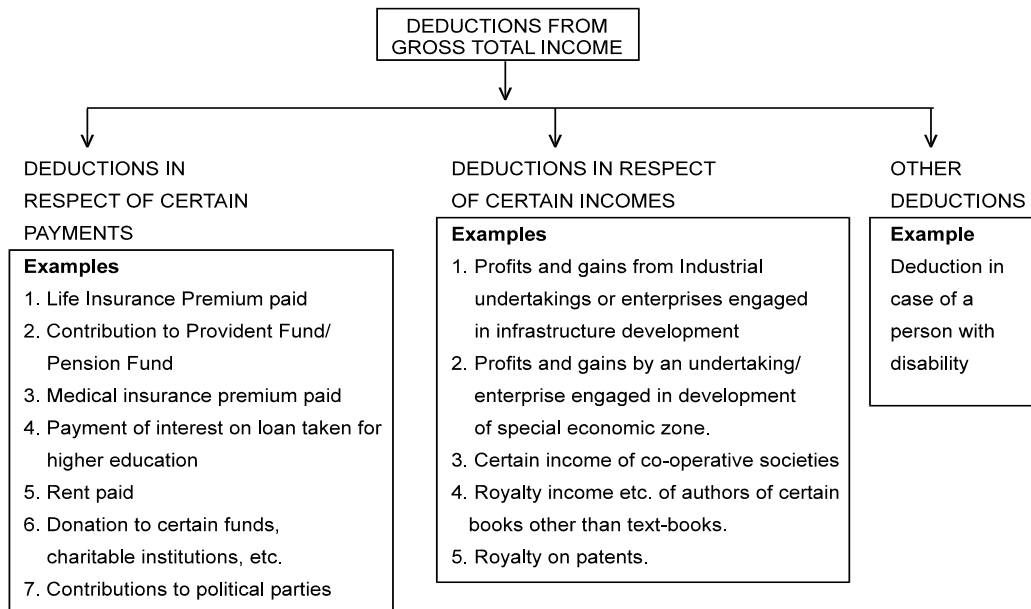 DEDUCTIONS FROM
GROSS TOTAL INCOME
DEDUCTIONS IN
RESPECT OF CERTAIN
PAYMENTS
Examples
1. Life Insurance Premium paid
2. Contribution to Provident Fund/
Pension Fund
3. Medical insurance premium paid
4. Payment of interest on loan taken for
higher education
5. Rent paid
6. Donation to certain funds,
charitable institutions, etc.
7. Contributions to political parties
DEDUCTIONS IN RESPECT
OF CERTAIN INCOMES
Examples
1. Profits and gains from Industrial
undertakings or enterprises engaged
in infrastructure development
2. Profits and gains by an undertaking/
enterprise engaged in development
of special economic zone.
3. Certain income of co-operative societies
4. Royalty income etc. of authors of certain
books other than text-books.
5. Royalty on patents.
OTHER
DEDUCTIONS
Example
Deduction in
case of a
person with
disability